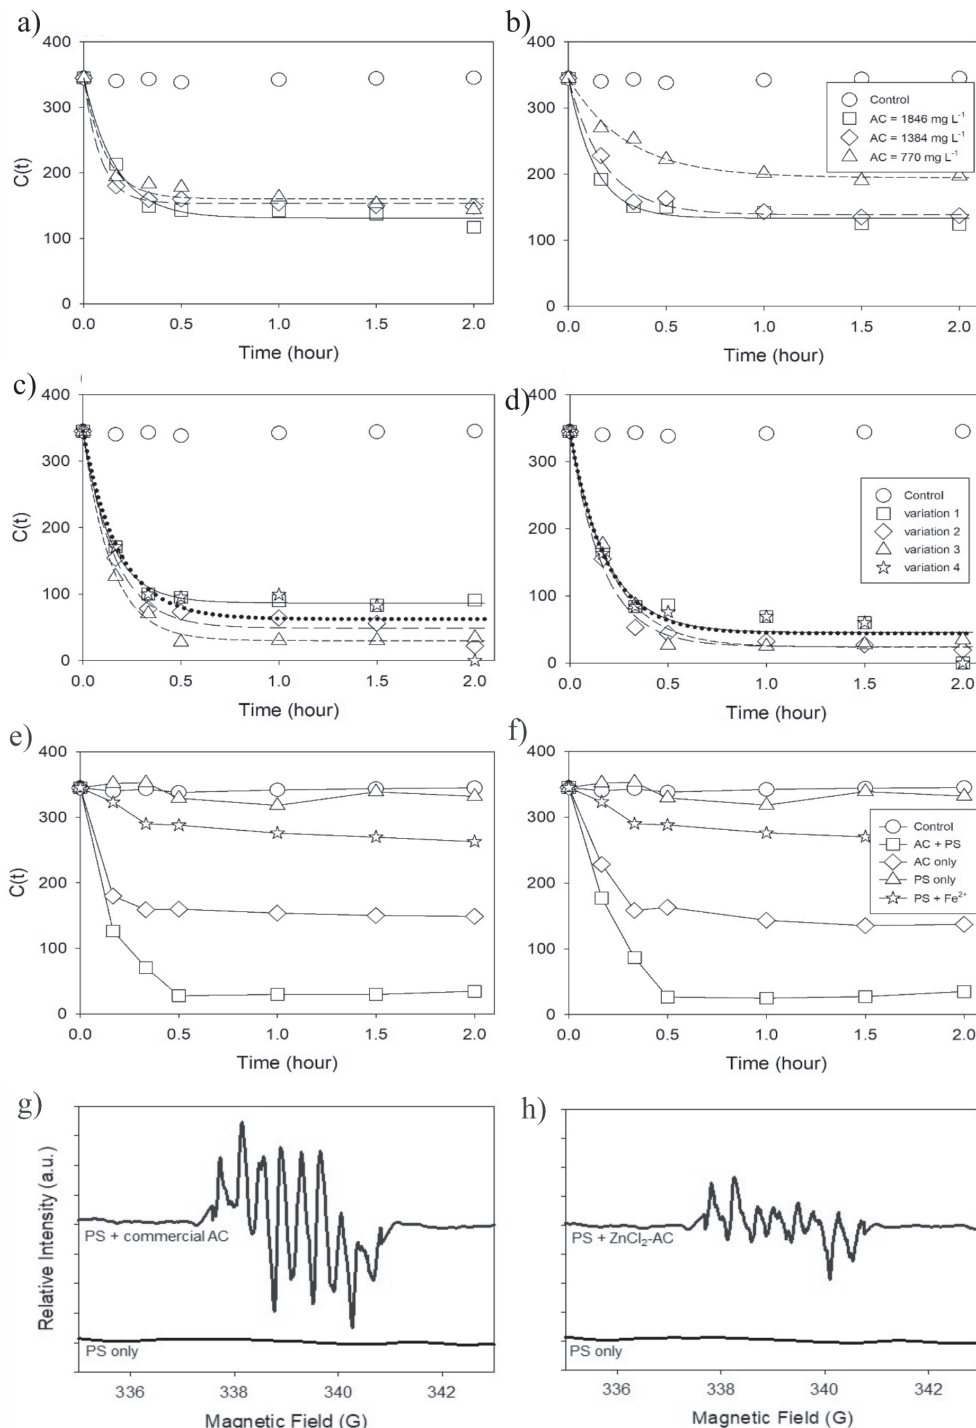 a)
400
300
200
100
0
C(t)
0.0 0.5 1.0 1.5 2.0
Time (hour)
b)
400
300
200
100
0
Control
AC = 1846 mg L⁻¹
AC = 1384 mg L⁻¹
AC = 770 mg L⁻¹
0.0 0.5 1.0 1.5 2.0
Time (hour)
c)
400
300
200
100
0
C(t)
0.0 0.5 1.0 1.5 2.0
Time (hour)
d)
400
300
200
100
0
Control
variation 1
variation 2
variation 3
variation 4
0.0 0.5 1.0 1.5 2.0
Time (hour)
e)
400
300
200
100
0
C(t)
0.0 0.5 1.0 1.5 2.0
Time (hour)
f)
400
300
200
100
0
Control
AC + PS
AC only
PS only
PS + Fe²⁺
0.0 0.5 1.0 1.5 2.0
Time (hour)
g)
Relative Intensity (a.u.)
PS + commercial AC
PS only
336 338 340 342
Magnetic Field (G)
h)
PS + ZnCl₂-AC
PS only
336 338 340 342
Magnetic Field (G)